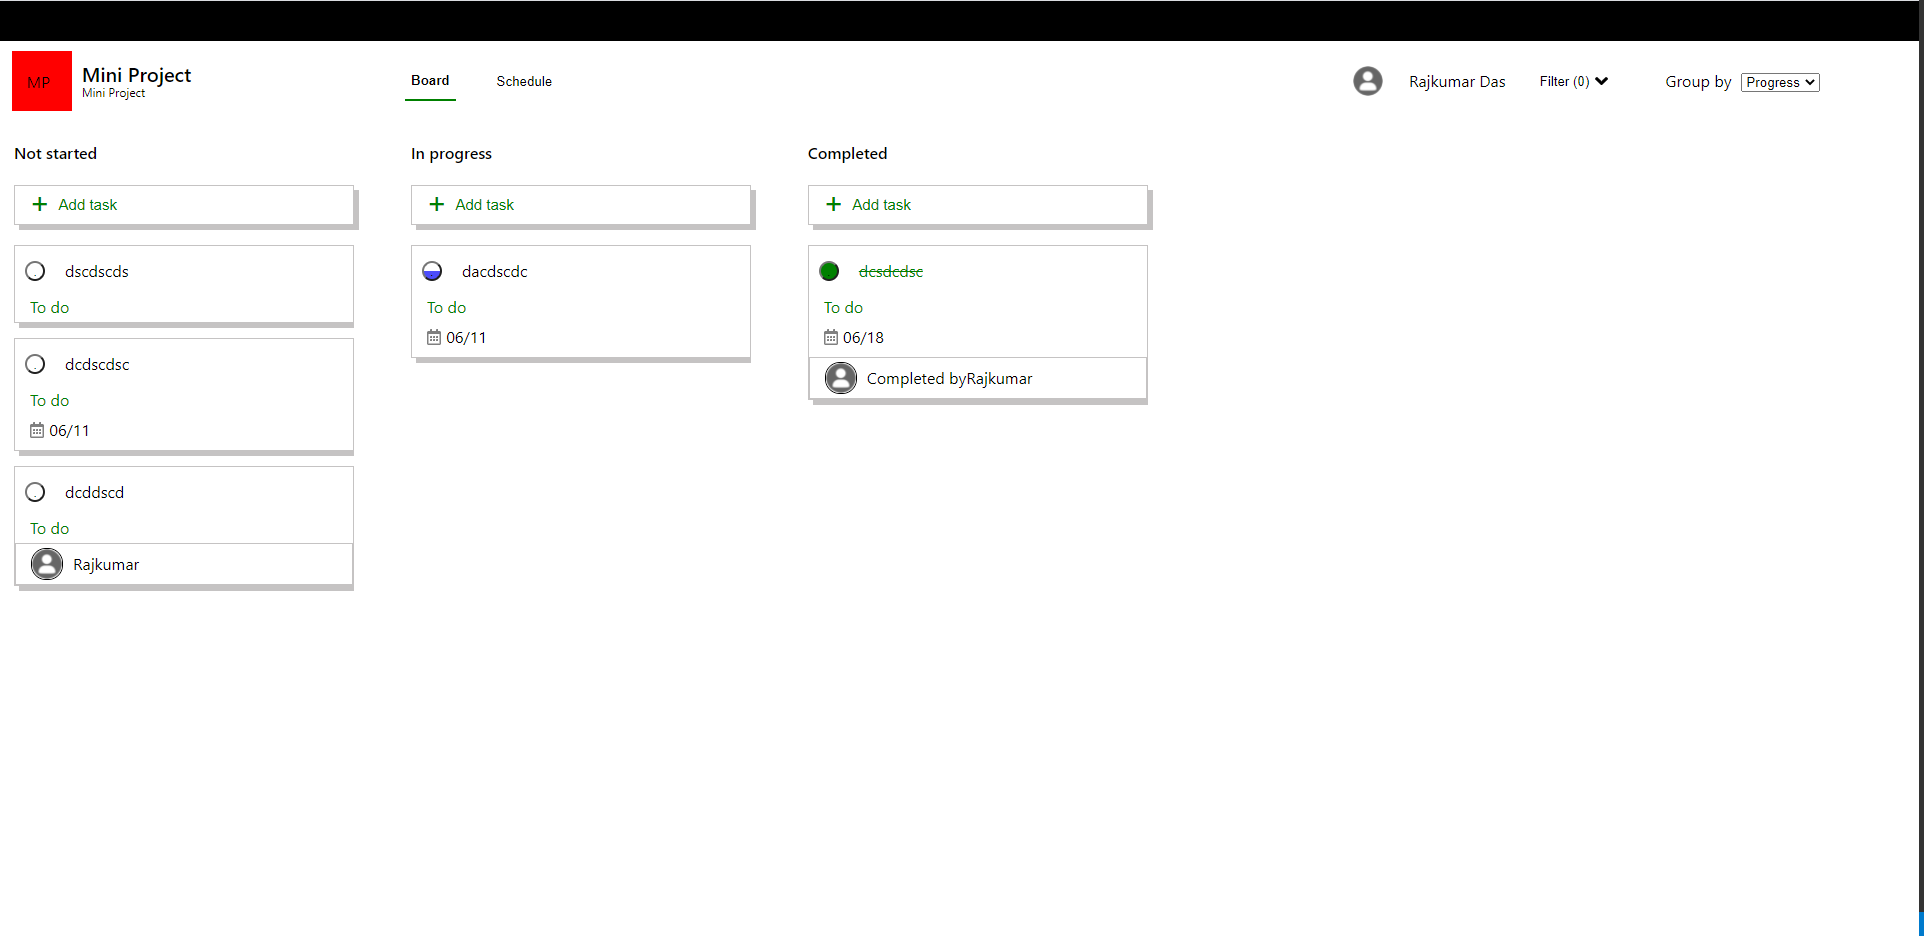 MP
Mini Project
Mini Project
Board
Schedule
Rajkumar Das
Filter (0)
Group by
Progress
Not started
Add task
dscdscds
To do
dcdscdsc
To do
06/11
dcddscd
To do
Rajkumar
In progress
Add task
dacdscdc
To do
06/11
Completed
Add task
dcsdcdsc
To do
06/18
Completed byRajkumar